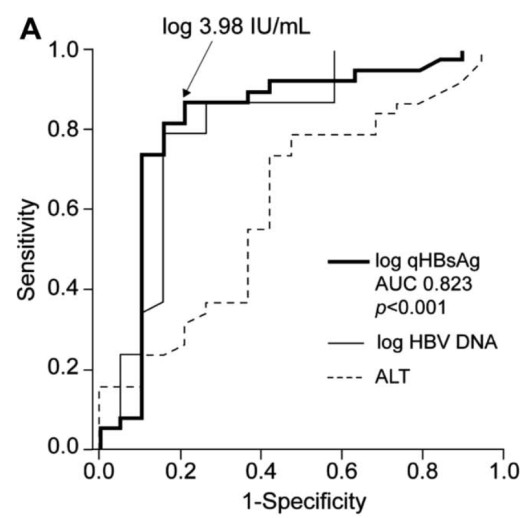 A
log 3.98 IU/mL
1.0
0.8
0.6
0.4
0.2
0.0
Sensitivity
log qHBsAg
AUC 0.823
p<0.001
log HBV DNA
ALT
0.0 0.2 0.4 0.6 0.8 1.0
1-Specificity